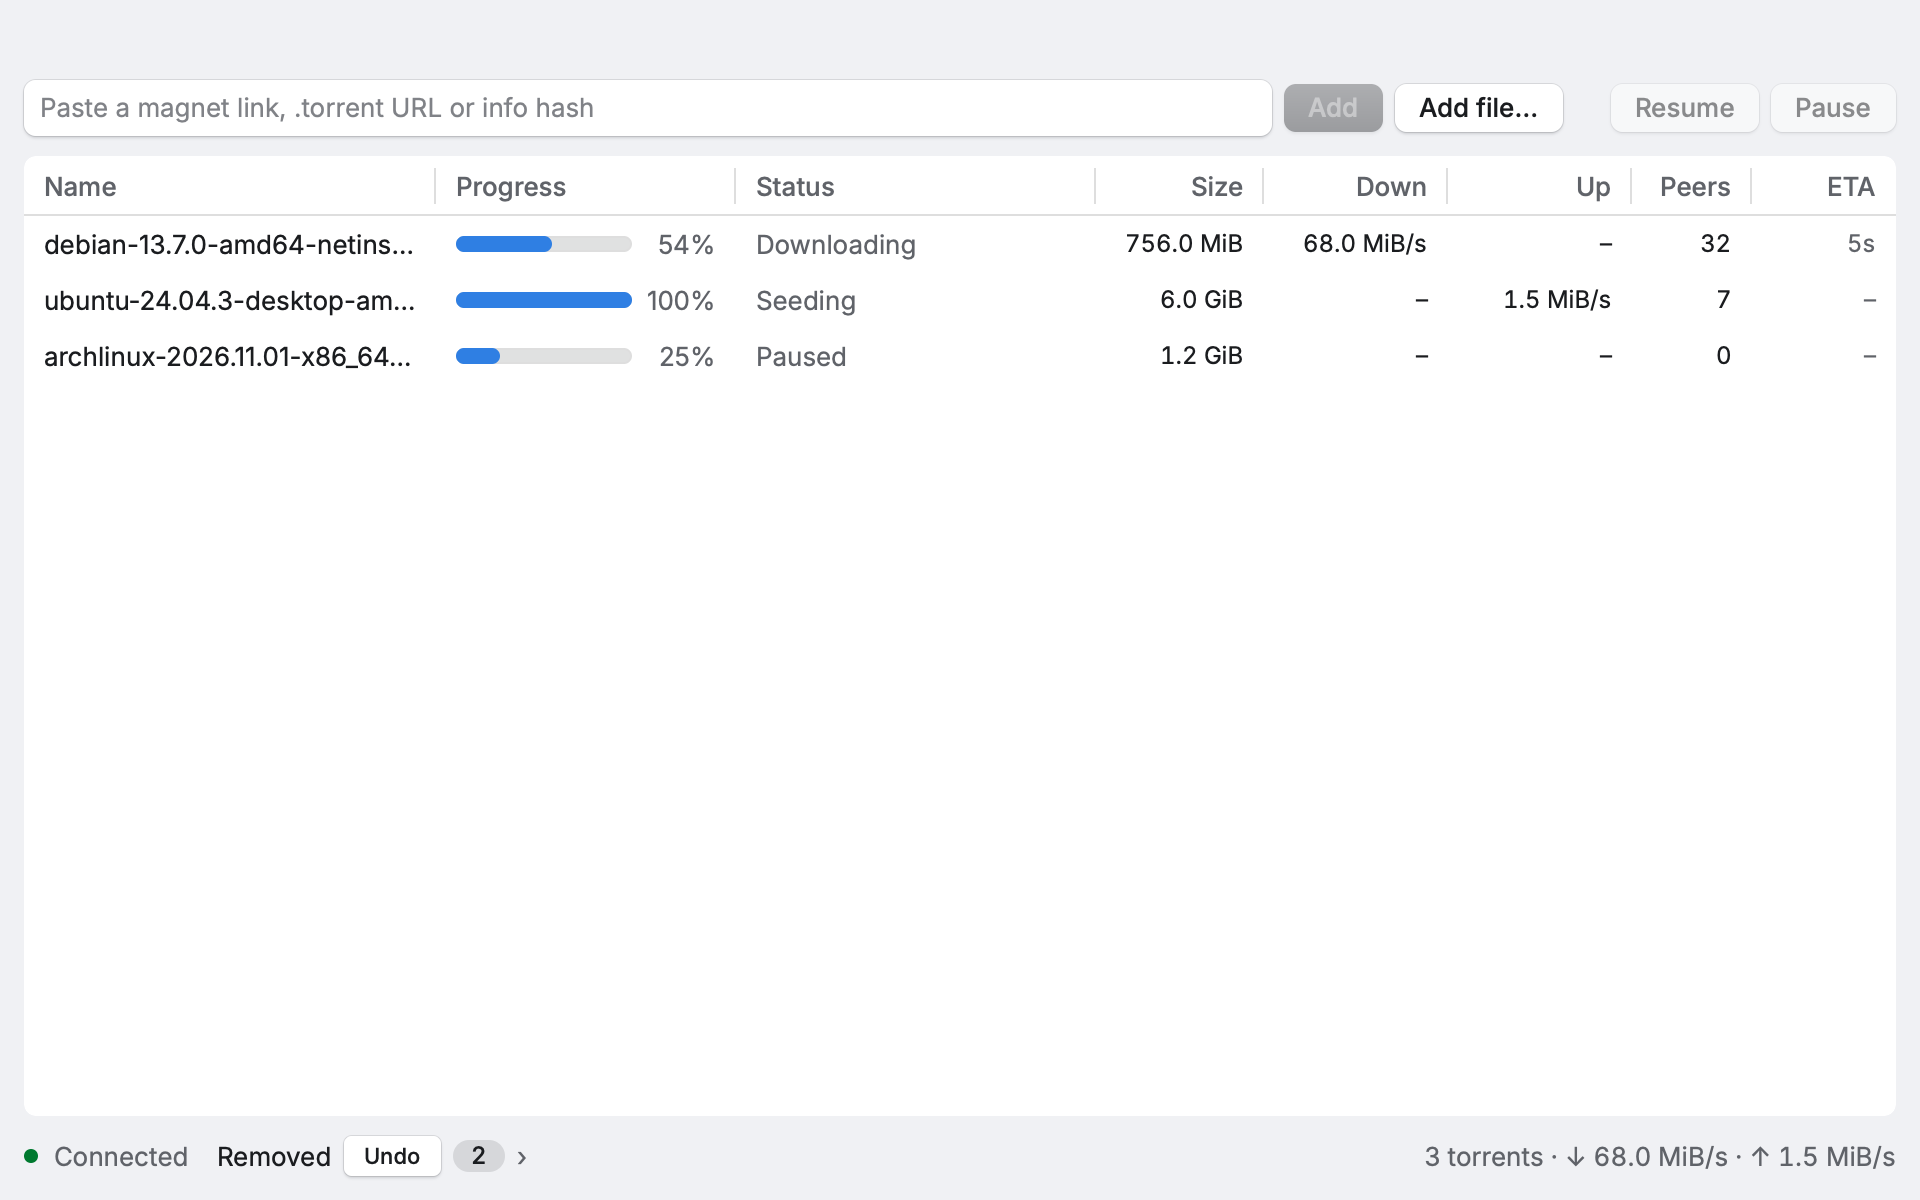 Paste a magnet link, .torrent URL or info hash Add Add file... Resume Pause
Name Progress Status Size Down Up Peers ETA
debian-13.7.0-amd64-netins... 54% Downloading 756.0 MiB 68.0 MiB/s – 32 5s
ubuntu-24.04.3-desktop-am... 100% Seeding 6.0 GiB – 1.5 MiB/s 7 –
archlinux-2026.11.01-x86_64... 25% Paused 1.2 GiB – – 0 –
Connected Removed Undo 2 › 3 torrents · ↓ 68.0 MiB/s · ↑ 1.5 MiB/s